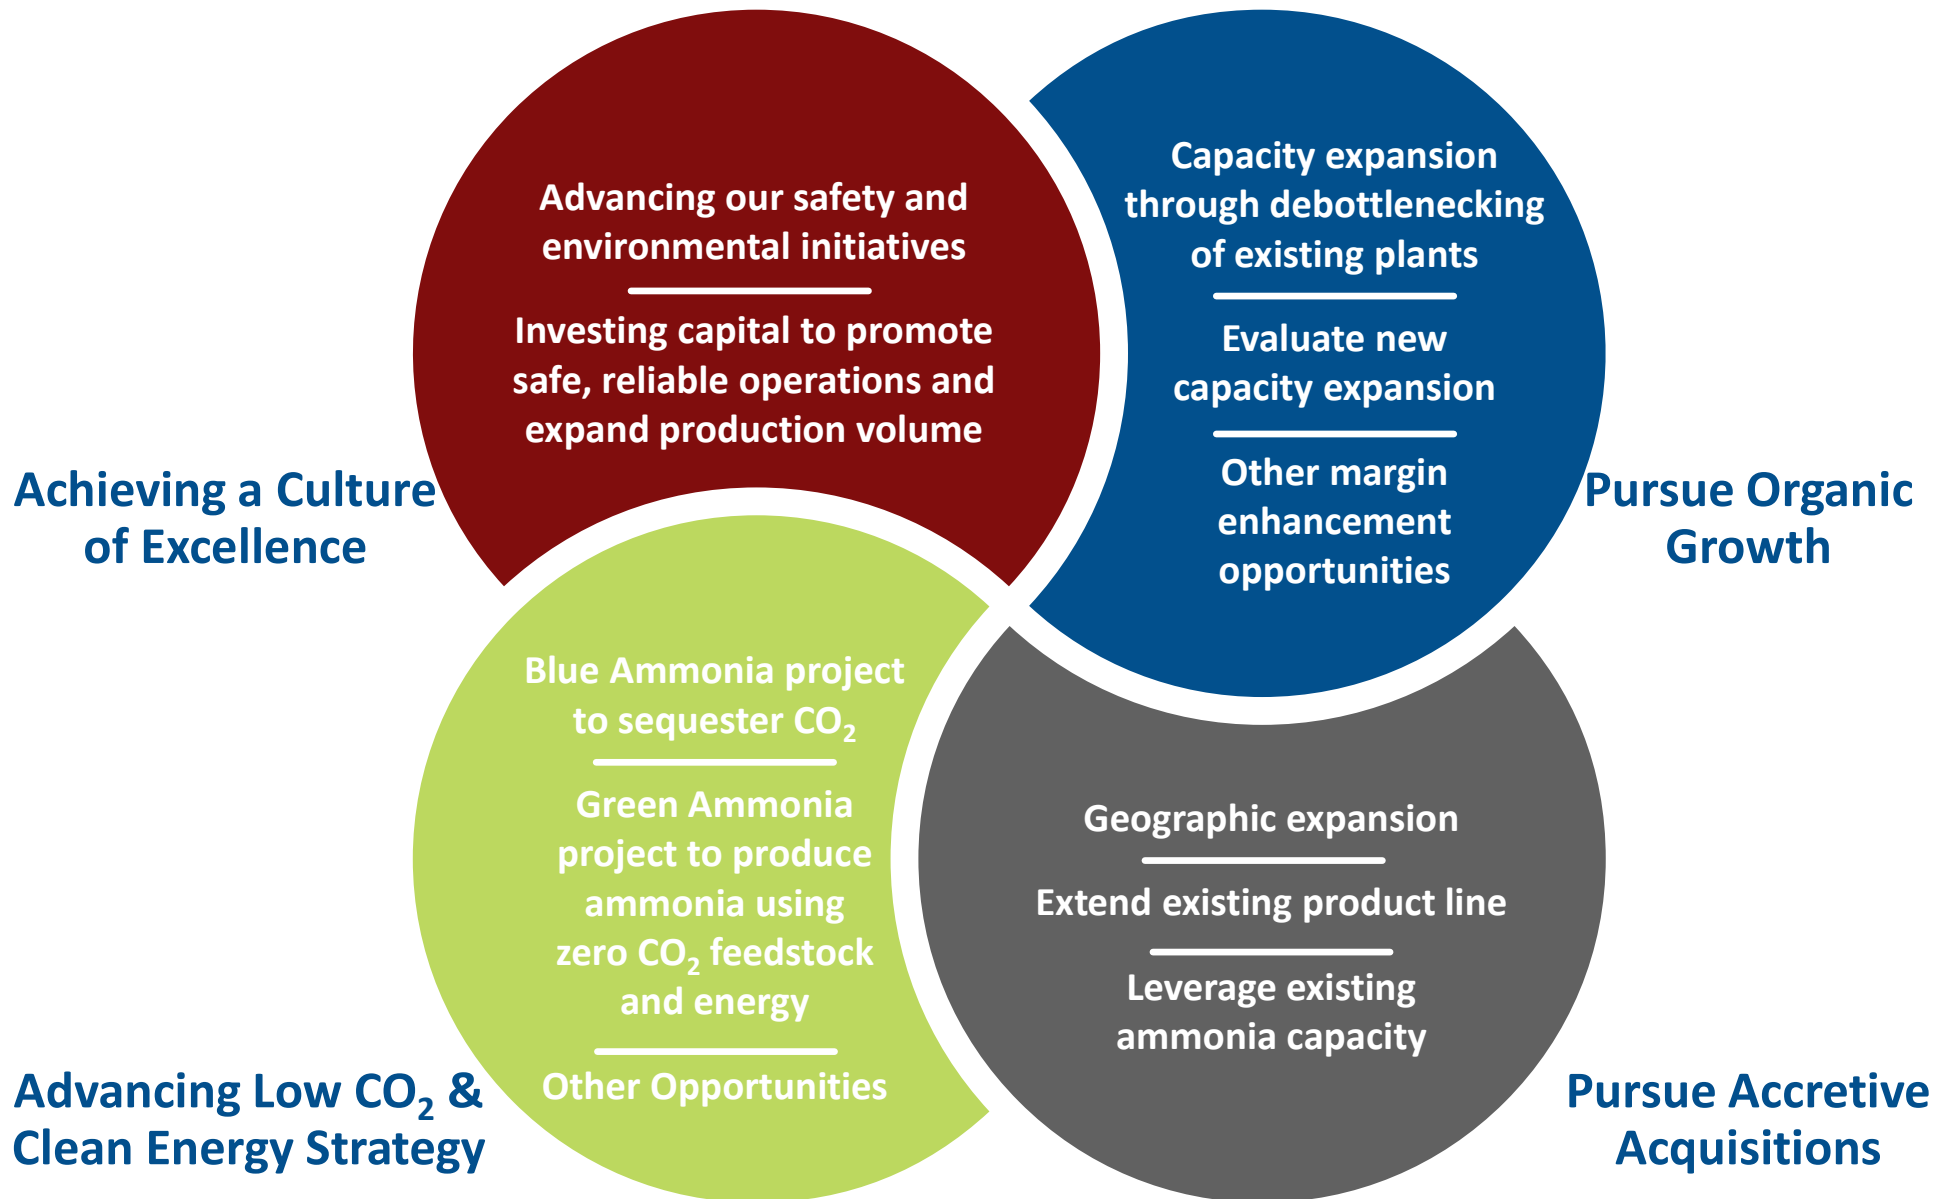 Advancing our safety and
environmental initiatives
Investing capital to promote
safe, reliable operations and
expand production volume
Achieving a Culture
of Excellence
Capacity expansion
through debottlenecking
of existing plants
Evaluate new
capacity expansion
Other margin
enhancement
opportunities
Pursue Organic
Growth
Blue Ammonia project
to sequester CO₂
Green Ammonia
project to produce
ammonia using
zero CO₂ feedstock
and energy
Other Opportunities
Advancing Low CO₂ &
Clean Energy Strategy
Geographic expansion
Extend existing product line
Leverage existing
ammonia capacity
Pursue Accretive
Acquisitions